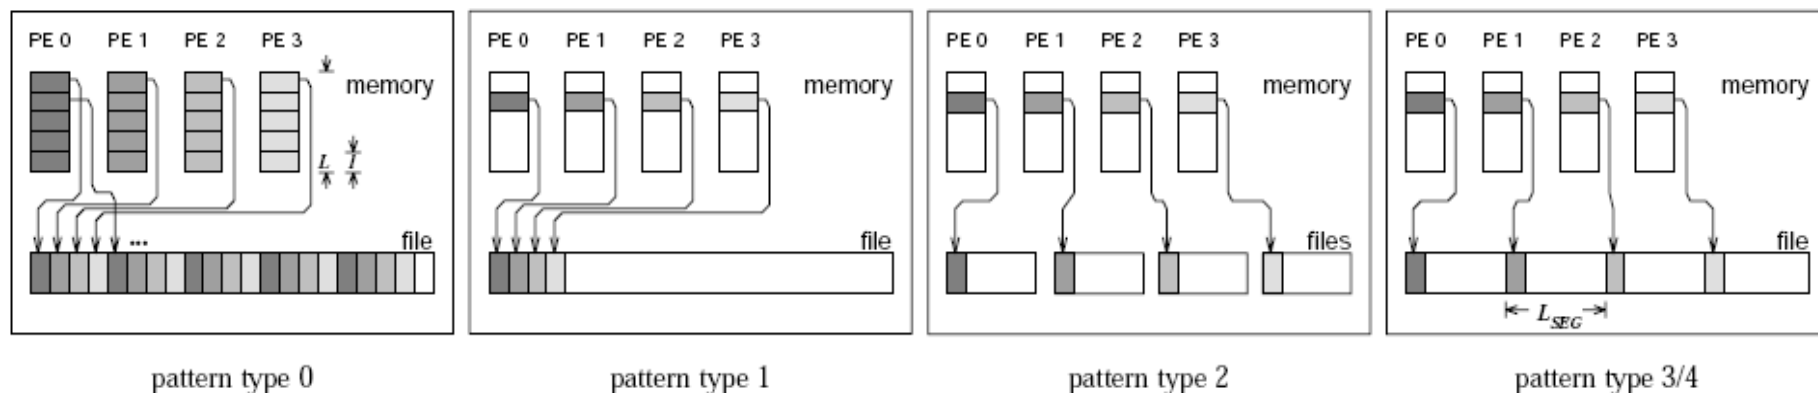 PE 0 PE 1 PE 2 PE 3
memory
L l
...
file
pattern type 0
PE 0 PE 1 PE 2 PE 3
memory
file
pattern type 1
PE 0 PE 1 PE 2 PE 3
memory
files
pattern type 2
PE 0 PE 1 PE 2 PE 3
memory
file
L_SEG
pattern type 3/4